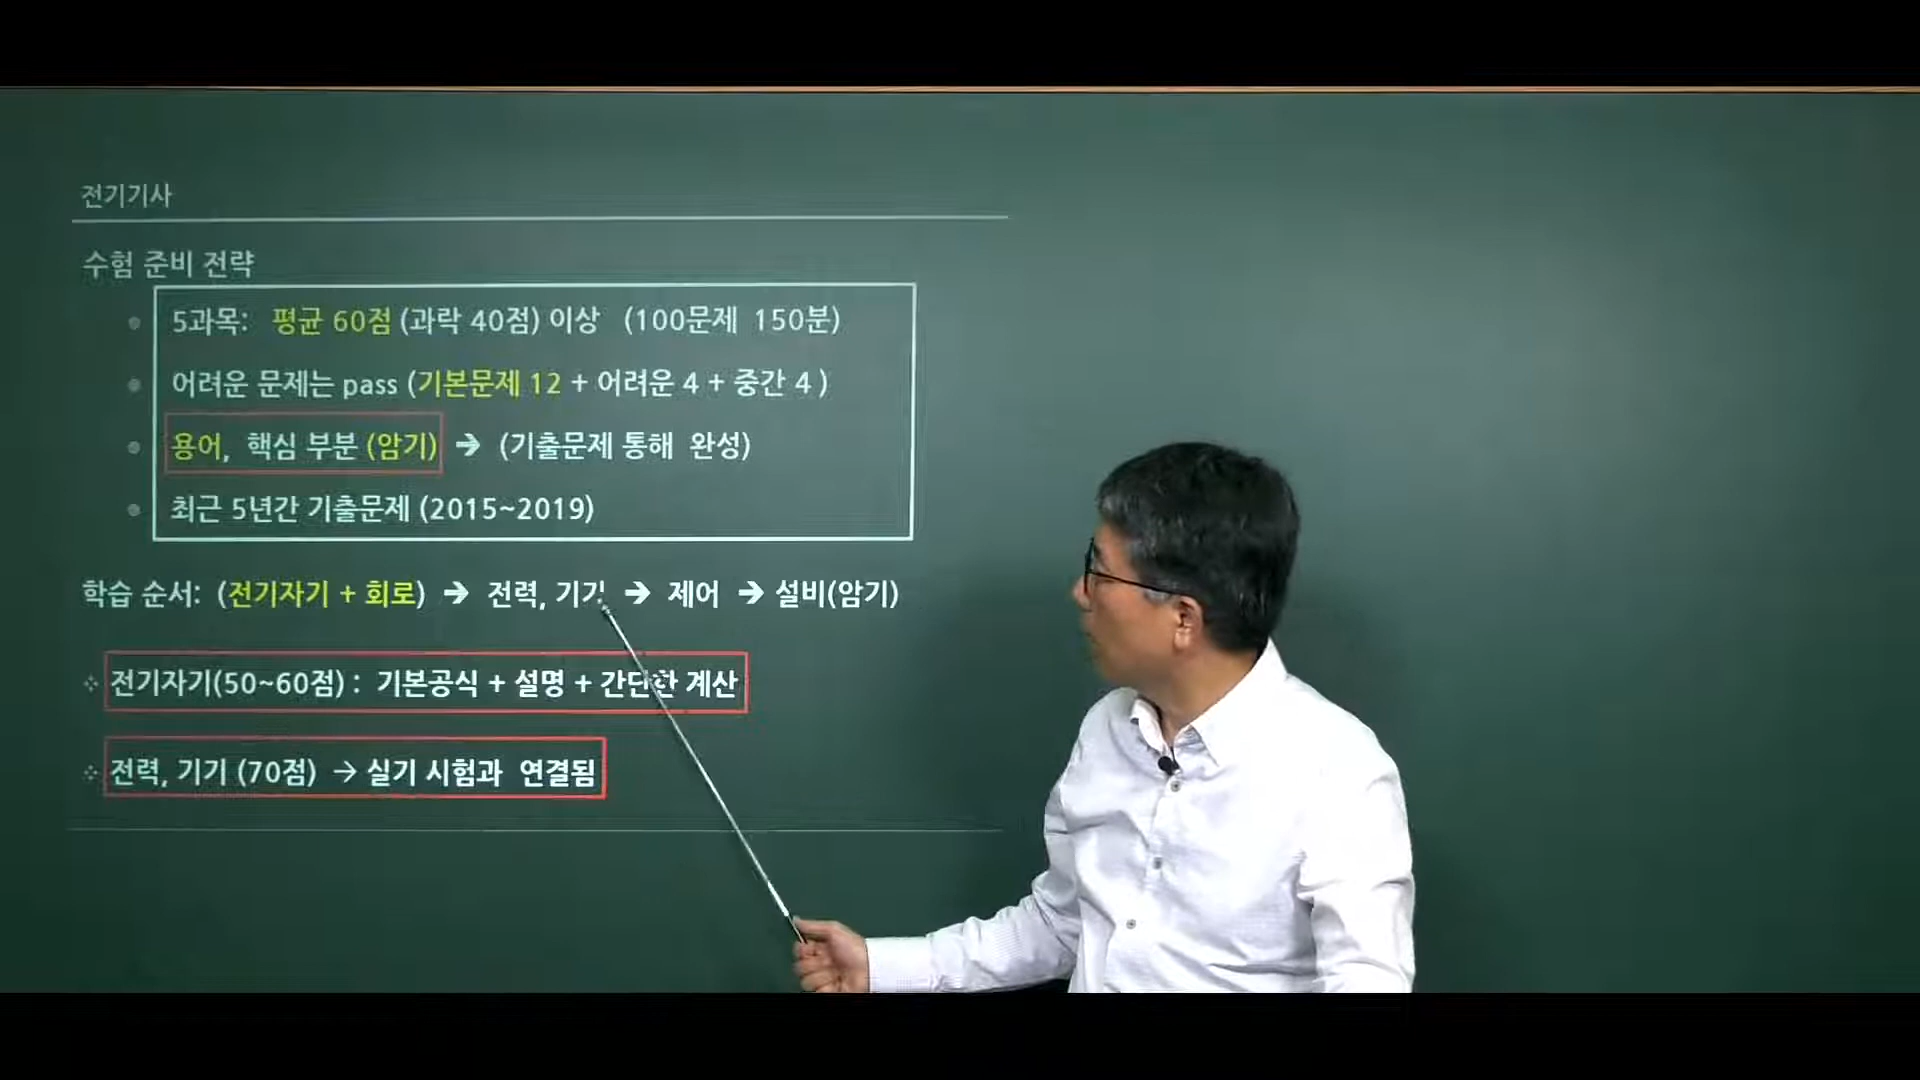 전기기사
수험 준비 전략
5과목: 평균 60점 (과락 40점) 이상 (100문제 150분)
어려운 문제는 pass (기본문제 12 + 어려운 4 + 중간 4 )
용어, 핵심 부분 (암기) ➔ (기출문제 통해 완성)
최근 5년간 기출문제 (2015~2019)
학습 순서: (전기자기 + 회로) ➔ 전력, 기기 ➔ 제어 ➔ 설비(암기)
전기자기(50~60점) : 기본공식 + 설명 + 간단한 계산
전력, 기기 (70점) → 실기 시험과 연결됨